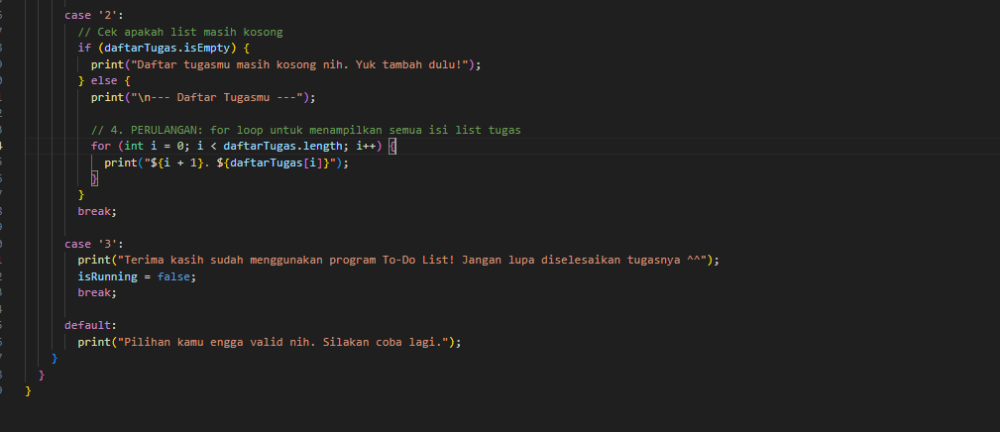 case '2':
// Cek apakah list masih kosong
if (daftarTugas.isEmpty) {
print("Daftar tugasmu masih kosong nih. Yuk tambah dulu!");
} else {
print("\n--- Daftar Tugasmu ---");
// 4. PERULANGAN: for loop untuk menampilkan semua isi list tugas
for (int i = 0; i < daftarTugas.length; i++) {
print("${i + 1}. ${daftarTugas[i]}");
}
}
break;
case '3':
print("Terima kasih sudah menggunakan program To-Do List! Jangan lupa diselesaikan tugasnya ^^");
isRunning = false;
break;
default:
print("Pilihan kamu engga valid nih. Silakan coba lagi.");
}
}
}